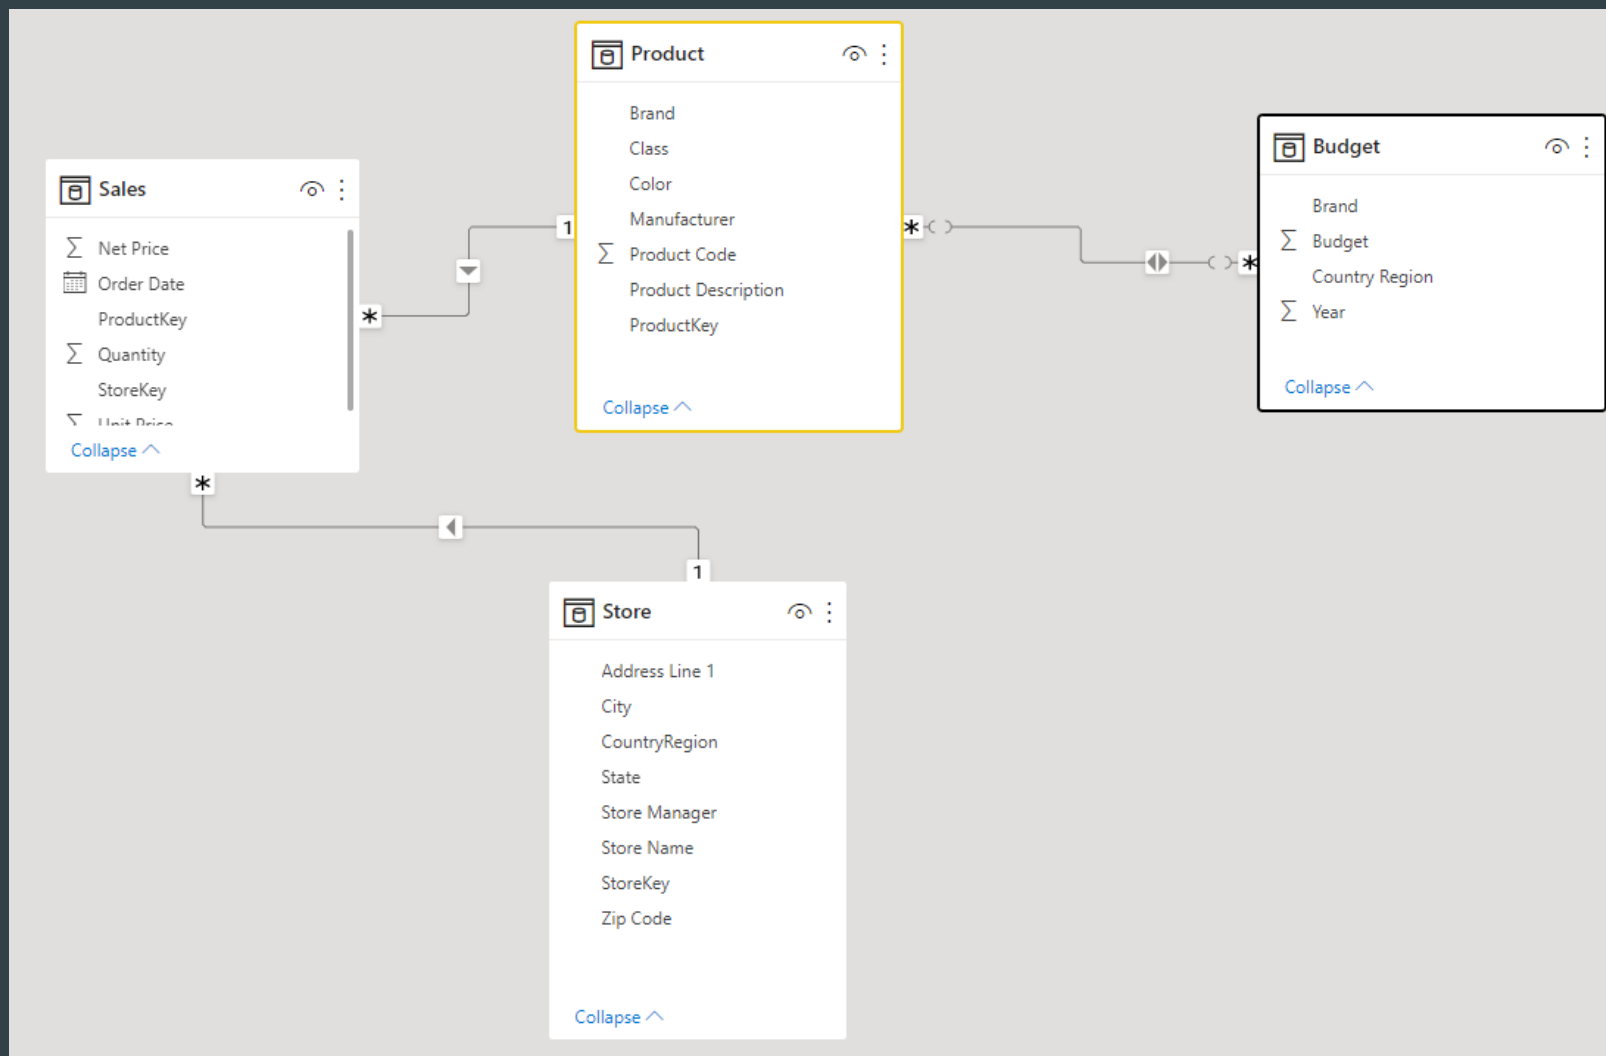 Product
Brand
Class
Color
Manufacturer
Product Code
Product Description
ProductKey
Collapse
Budget
Brand
Budget
Country Region
Year
Collapse
Sales
Net Price
Order Date
ProductKey
Quantity
StoreKey
Unit Price
Collapse
1
*
*
*
*
1
Store
Address Line 1
City
CountryRegion
State
Store Manager
Store Name
StoreKey
Zip Code
Collapse